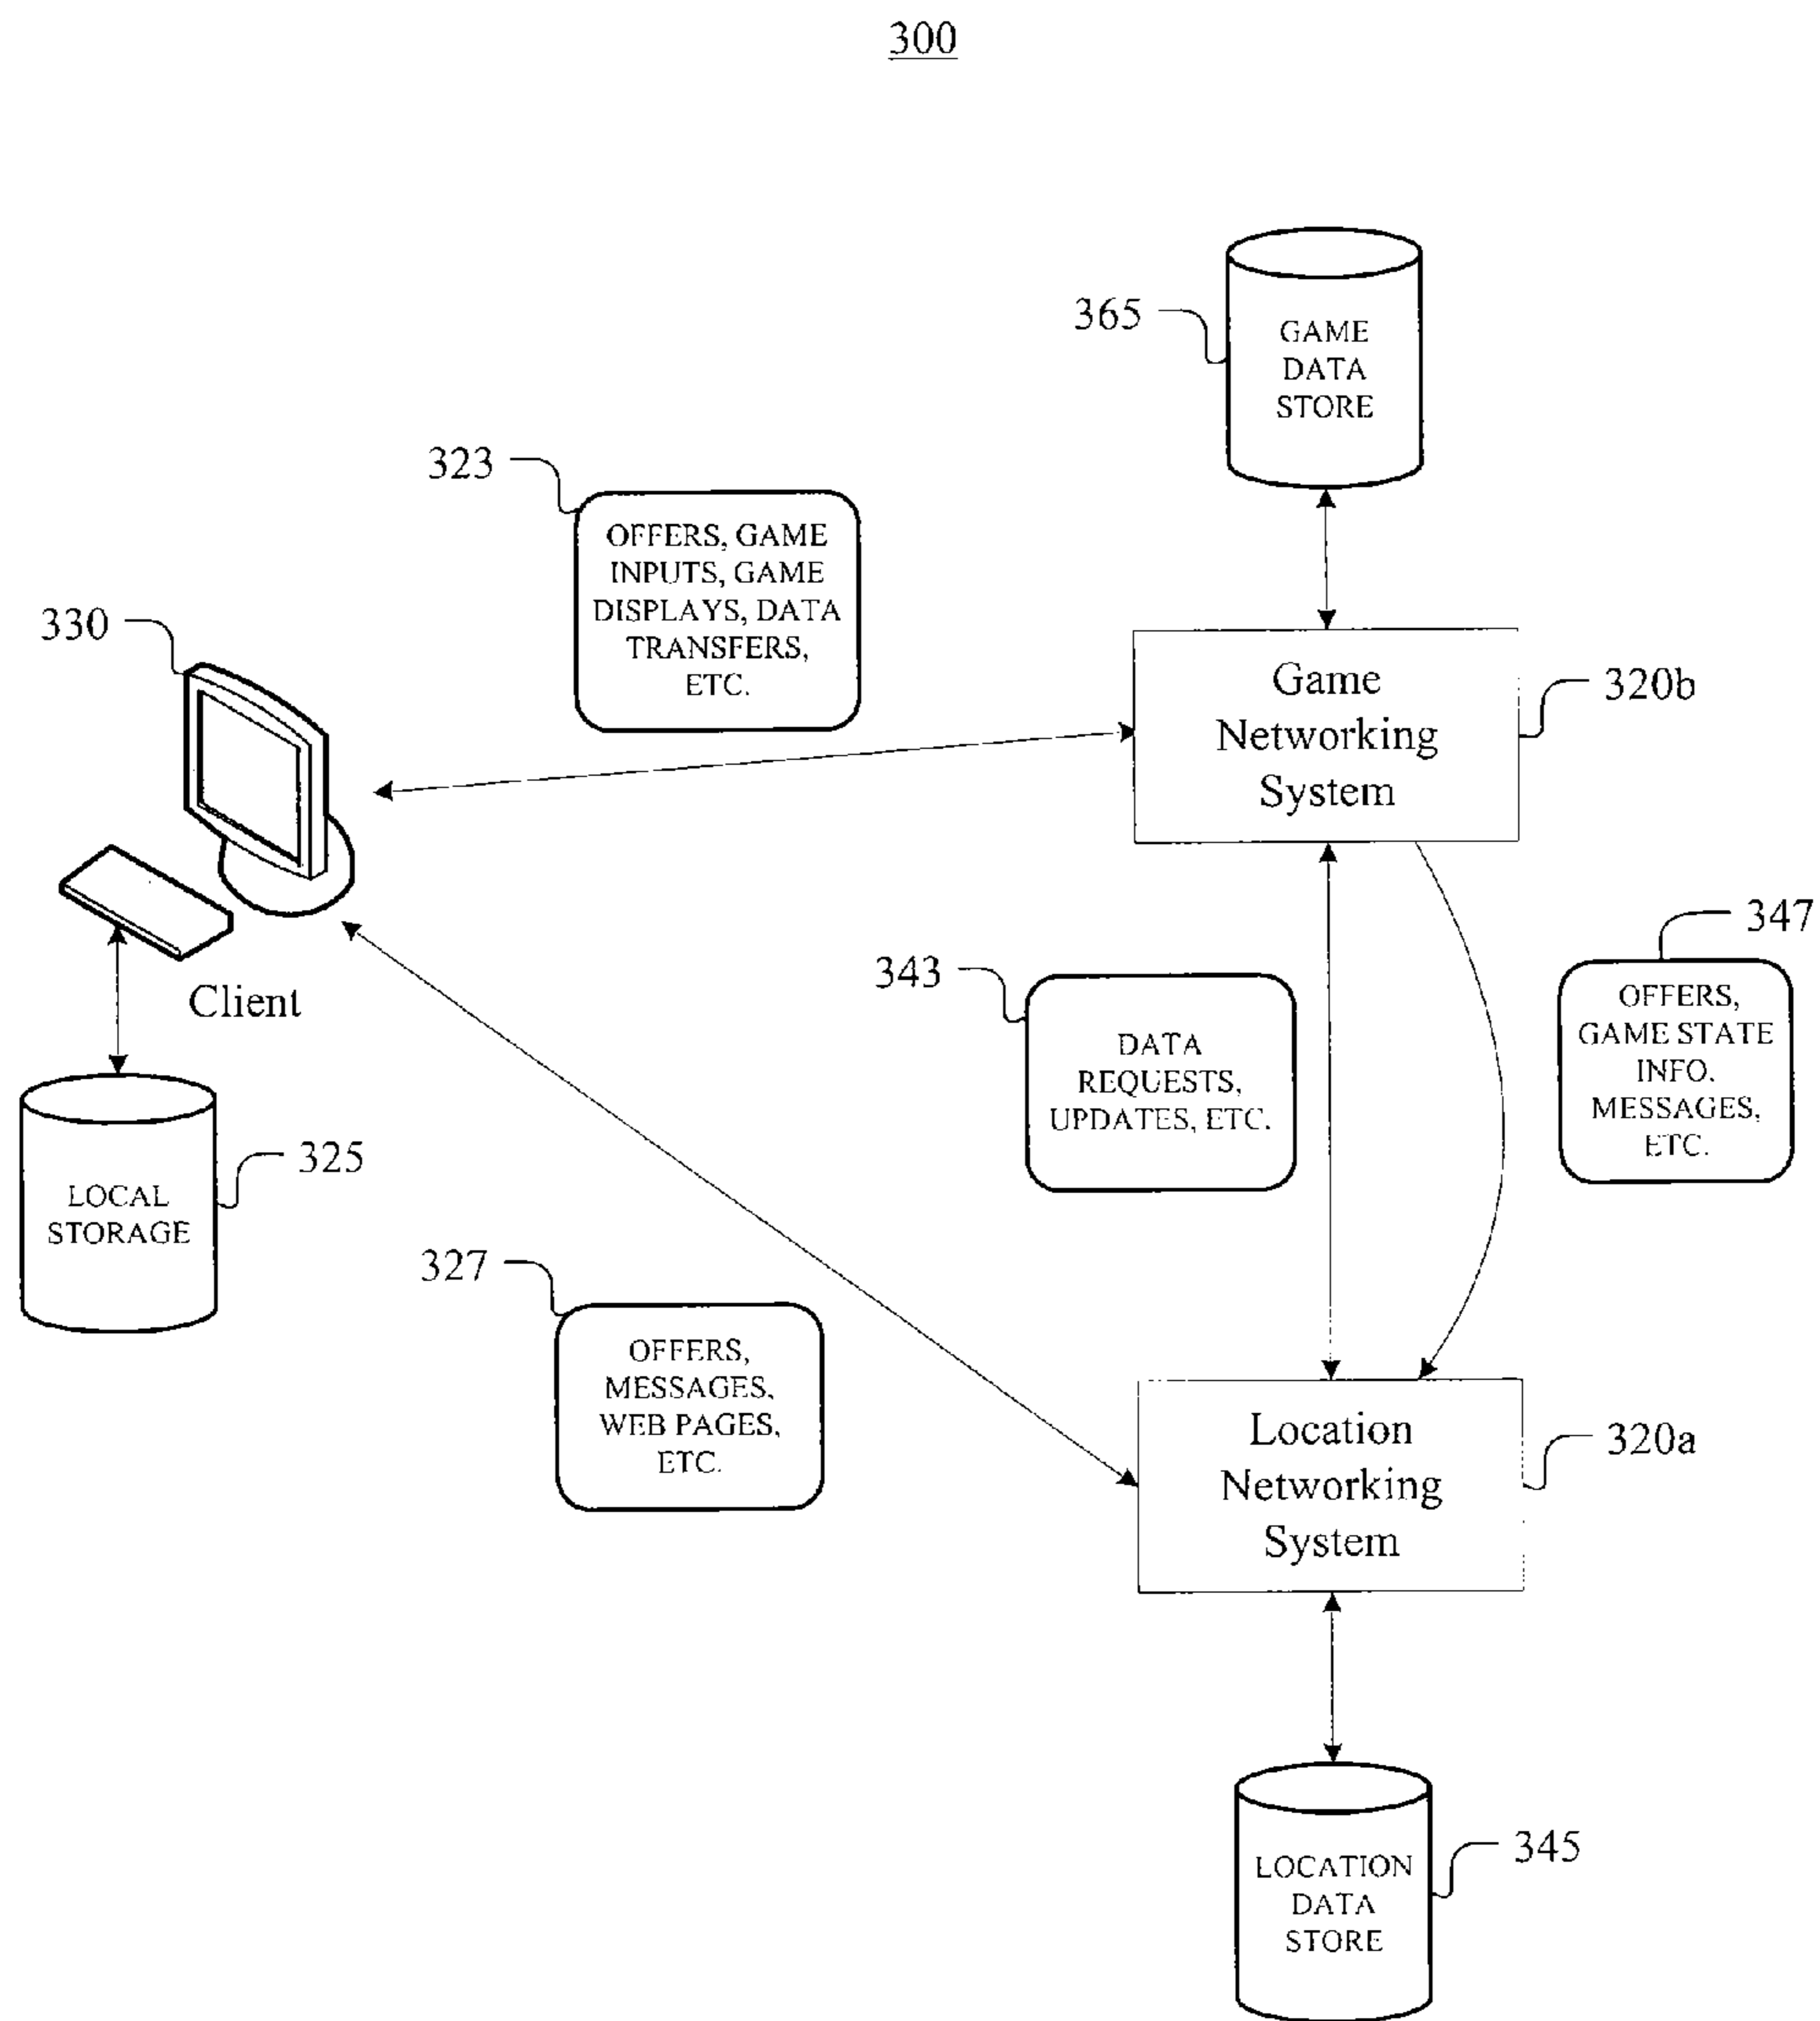 300
365
GAME
DATA
STORE
323
OFFERS, GAME
INPUTS, GAME
DISPLAYS, DATA
TRANSFERS,
ETC.
330
Game
Networking
System
320b
347
OFFERS,
GAME STATE
INFO.
MESSAGES,
ETC.
343
DATA
REQUESTS,
UPDATES, ETC.
Client
325
LOCAL
STORAGE
327
OFFERS,
MESSAGES,
WEB PAGES,
ETC.
Location
Networking
System
320a
345
LOCATION
DATA
STORE